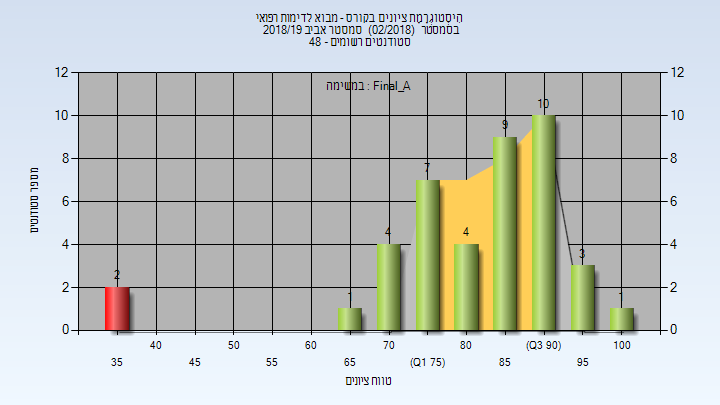 היסטוגרמת ציונים בקורס - מבוא לדימות רפואי
בסמסטר (02/2018) סמסטר אביב 2018/19
סטודנטים רשומים - 48
במשימה : Final_A
מספר סטודנטים
12 12
10 10
8 8
6 6
4 4
2 2
0 0
2 1 4 7 4 9 10 3 1
40 50 60 70 80 (Q3 90) 100
35 45 55 65 (Q1 75) 85 95
טווח ציונים